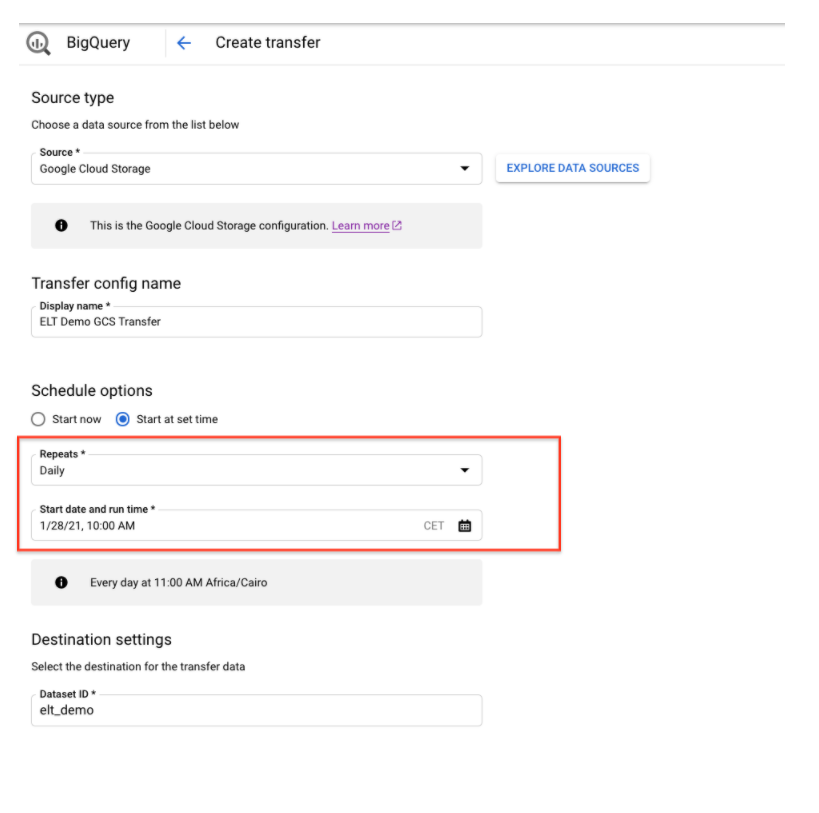 BigQuery
Create transfer
Source type
Choose a data source from the list below
Source *
Google Cloud Storage
EXPLORE DATA SOURCES
This is the Google Cloud Storage configuration. Learn more
Transfer config name
Display name *
ELT Demo GCS Transfer
Schedule options
Start now Start at set time
Repeats *
Daily
Start date and run time *
1/28/21, 10:00 AM CET
Every day at 11:00 AM Africa/Cairo
Destination settings
Select the destination for the transfer data
Dataset ID *
elt_demo